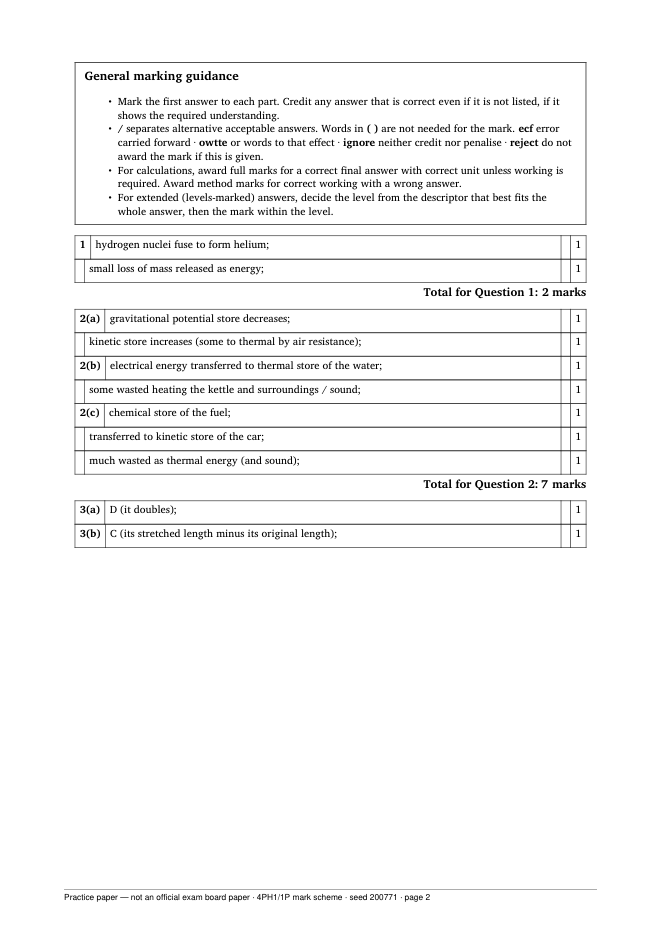 General marking guidance
• Mark the first answer to each part. Credit any answer that is correct even if it is not listed, if it
shows the required understanding.
• / separates alternative acceptable answers. Words in ( ) are not needed for the mark. ecf error
carried forward · owtte or words to that effect · ignore neither credit nor penalise · reject do not
award the mark if this is given.
• For calculations, award full marks for a correct final answer with correct unit unless working is
required. Award method marks for correct working with a wrong answer.
• For extended (levels-marked) answers, decide the level from the descriptor that best fits the
whole answer, then the mark within the level.
1 hydrogen nuclei fuse to form helium; 1
small loss of mass released as energy; 1
Total for Question 1: 2 marks
2(a) gravitational potential store decreases; 1
kinetic store increases (some to thermal by air resistance); 1
2(b) electrical energy transferred to thermal store of the water; 1
some wasted heating the kettle and surroundings / sound; 1
2(c) chemical store of the fuel; 1
transferred to kinetic store of the car; 1
much wasted as thermal energy (and sound); 1
Total for Question 2: 7 marks
3(a) D (it doubles); 1
3(b) C (its stretched length minus its original length); 1
Practice paper — not an official exam board paper · 4PH1/1P mark scheme · seed 200771 · page 2